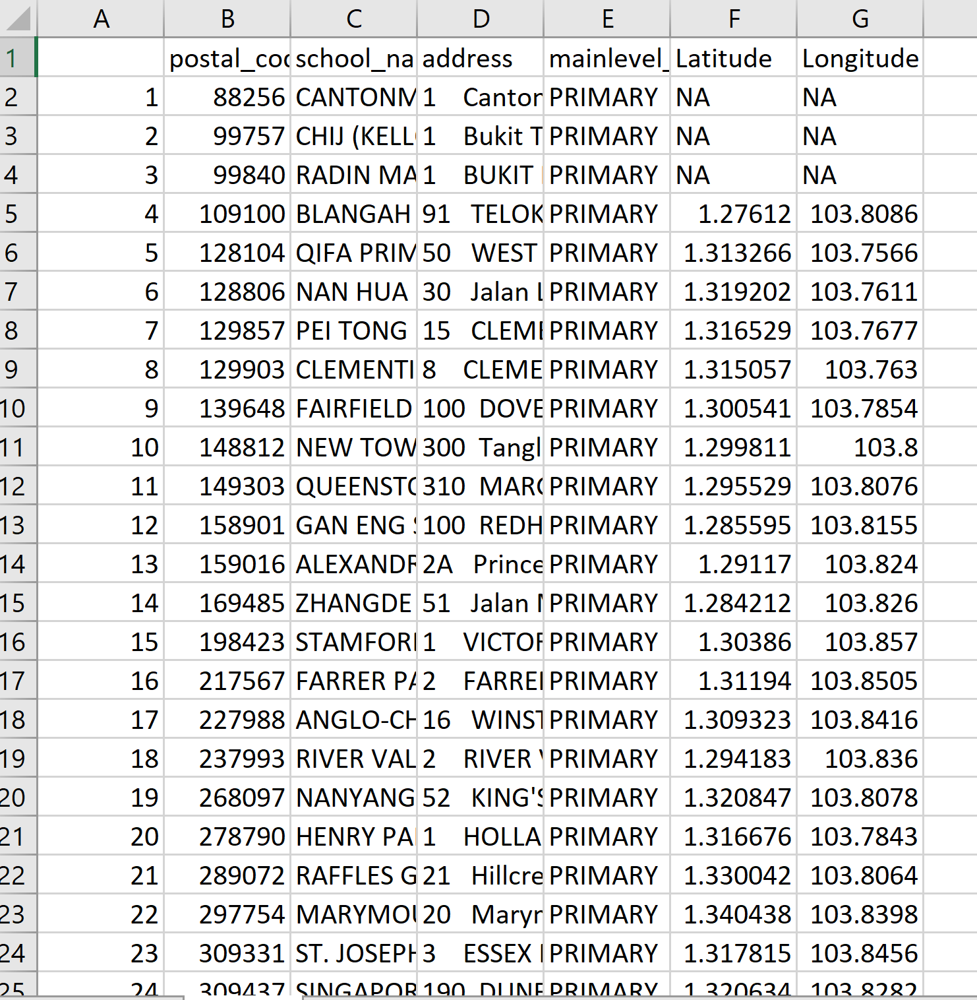 A B C D E F G
1 postal_coc school_na address mainlevel_ Latitude Longitude
2 1 88256 CANTONM 1 Canton PRIMARY NA NA
3 2 99757 CHIJ (KELL 1 Bukit T PRIMARY NA NA
4 3 99840 RADIN MA 1 BUKIT PRIMARY NA NA
5 4 109100 BLANGAH 91 TELOK PRIMARY 1.27612 103.8086
6 5 128104 QIFA PRIM 50 WEST PRIMARY 1.313266 103.7566
7 6 128806 NAN HUA 30 Jalan L PRIMARY 1.319202 103.7611
8 7 129857 PEI TONG 15 CLEME PRIMARY 1.316529 103.7677
9 8 129903 CLEMENTI 8 CLEME PRIMARY 1.315057 103.763
10 9 139648 FAIRFIELD 100 DOVE PRIMARY 1.300541 103.7854
11 10 148812 NEW TOW 300 Tangl PRIMARY 1.299811 103.8
12 11 149303 QUEENSTO 310 MARG PRIMARY 1.295529 103.8076
13 12 158901 GAN ENG S 100 REDH PRIMARY 1.285595 103.8155
14 13 159016 ALEXANDR 2A Prince PRIMARY 1.29117 103.824
15 14 169485 ZHANGDE 51 Jalan M PRIMARY 1.284212 103.826
16 15 198423 STAMFORD 1 VICTOR PRIMARY 1.30386 103.857
17 16 217567 FARRER PA 2 FARRER PRIMARY 1.31194 103.8505
18 17 227988 ANGLO-CH 16 WINST PRIMARY 1.309323 103.8416
19 18 237993 RIVER VAL 2 RIVER V PRIMARY 1.294183 103.836
20 19 268097 NANYANG 52 KING'S PRIMARY 1.320847 103.8078
21 20 278790 HENRY PA 1 HOLLA PRIMARY 1.316676 103.7843
22 21 289072 RAFFLES G 21 Hillcre PRIMARY 1.330042 103.8064
23 22 297754 MARYMOU 20 Marym PRIMARY 1.340438 103.8398
24 23 309331 ST. JOSEPH 3 ESSEX PRIMARY 1.317815 103.8456
25 24 309437 SINGAPOR 190 DUNE PRIMARY 1.320634 103.8282